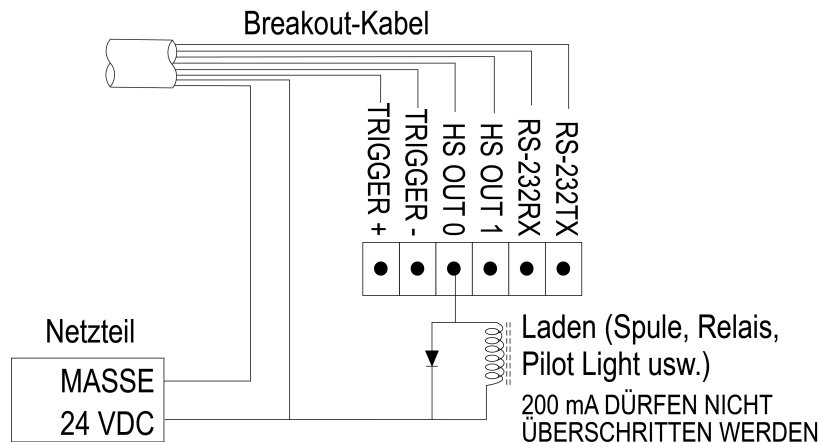 Breakout-Kabel
TRIGGER +
TRIGGER -
HS OUT 0
HS OUT 1
RS-232RX
RS-232TX
Netzteil
MASSE
24 VDC
Laden (Spule, Relais,
Pilot Light usw.)
200 mA DÜRFEN NICHT
ÜBERSCHRITTEN WERDEN